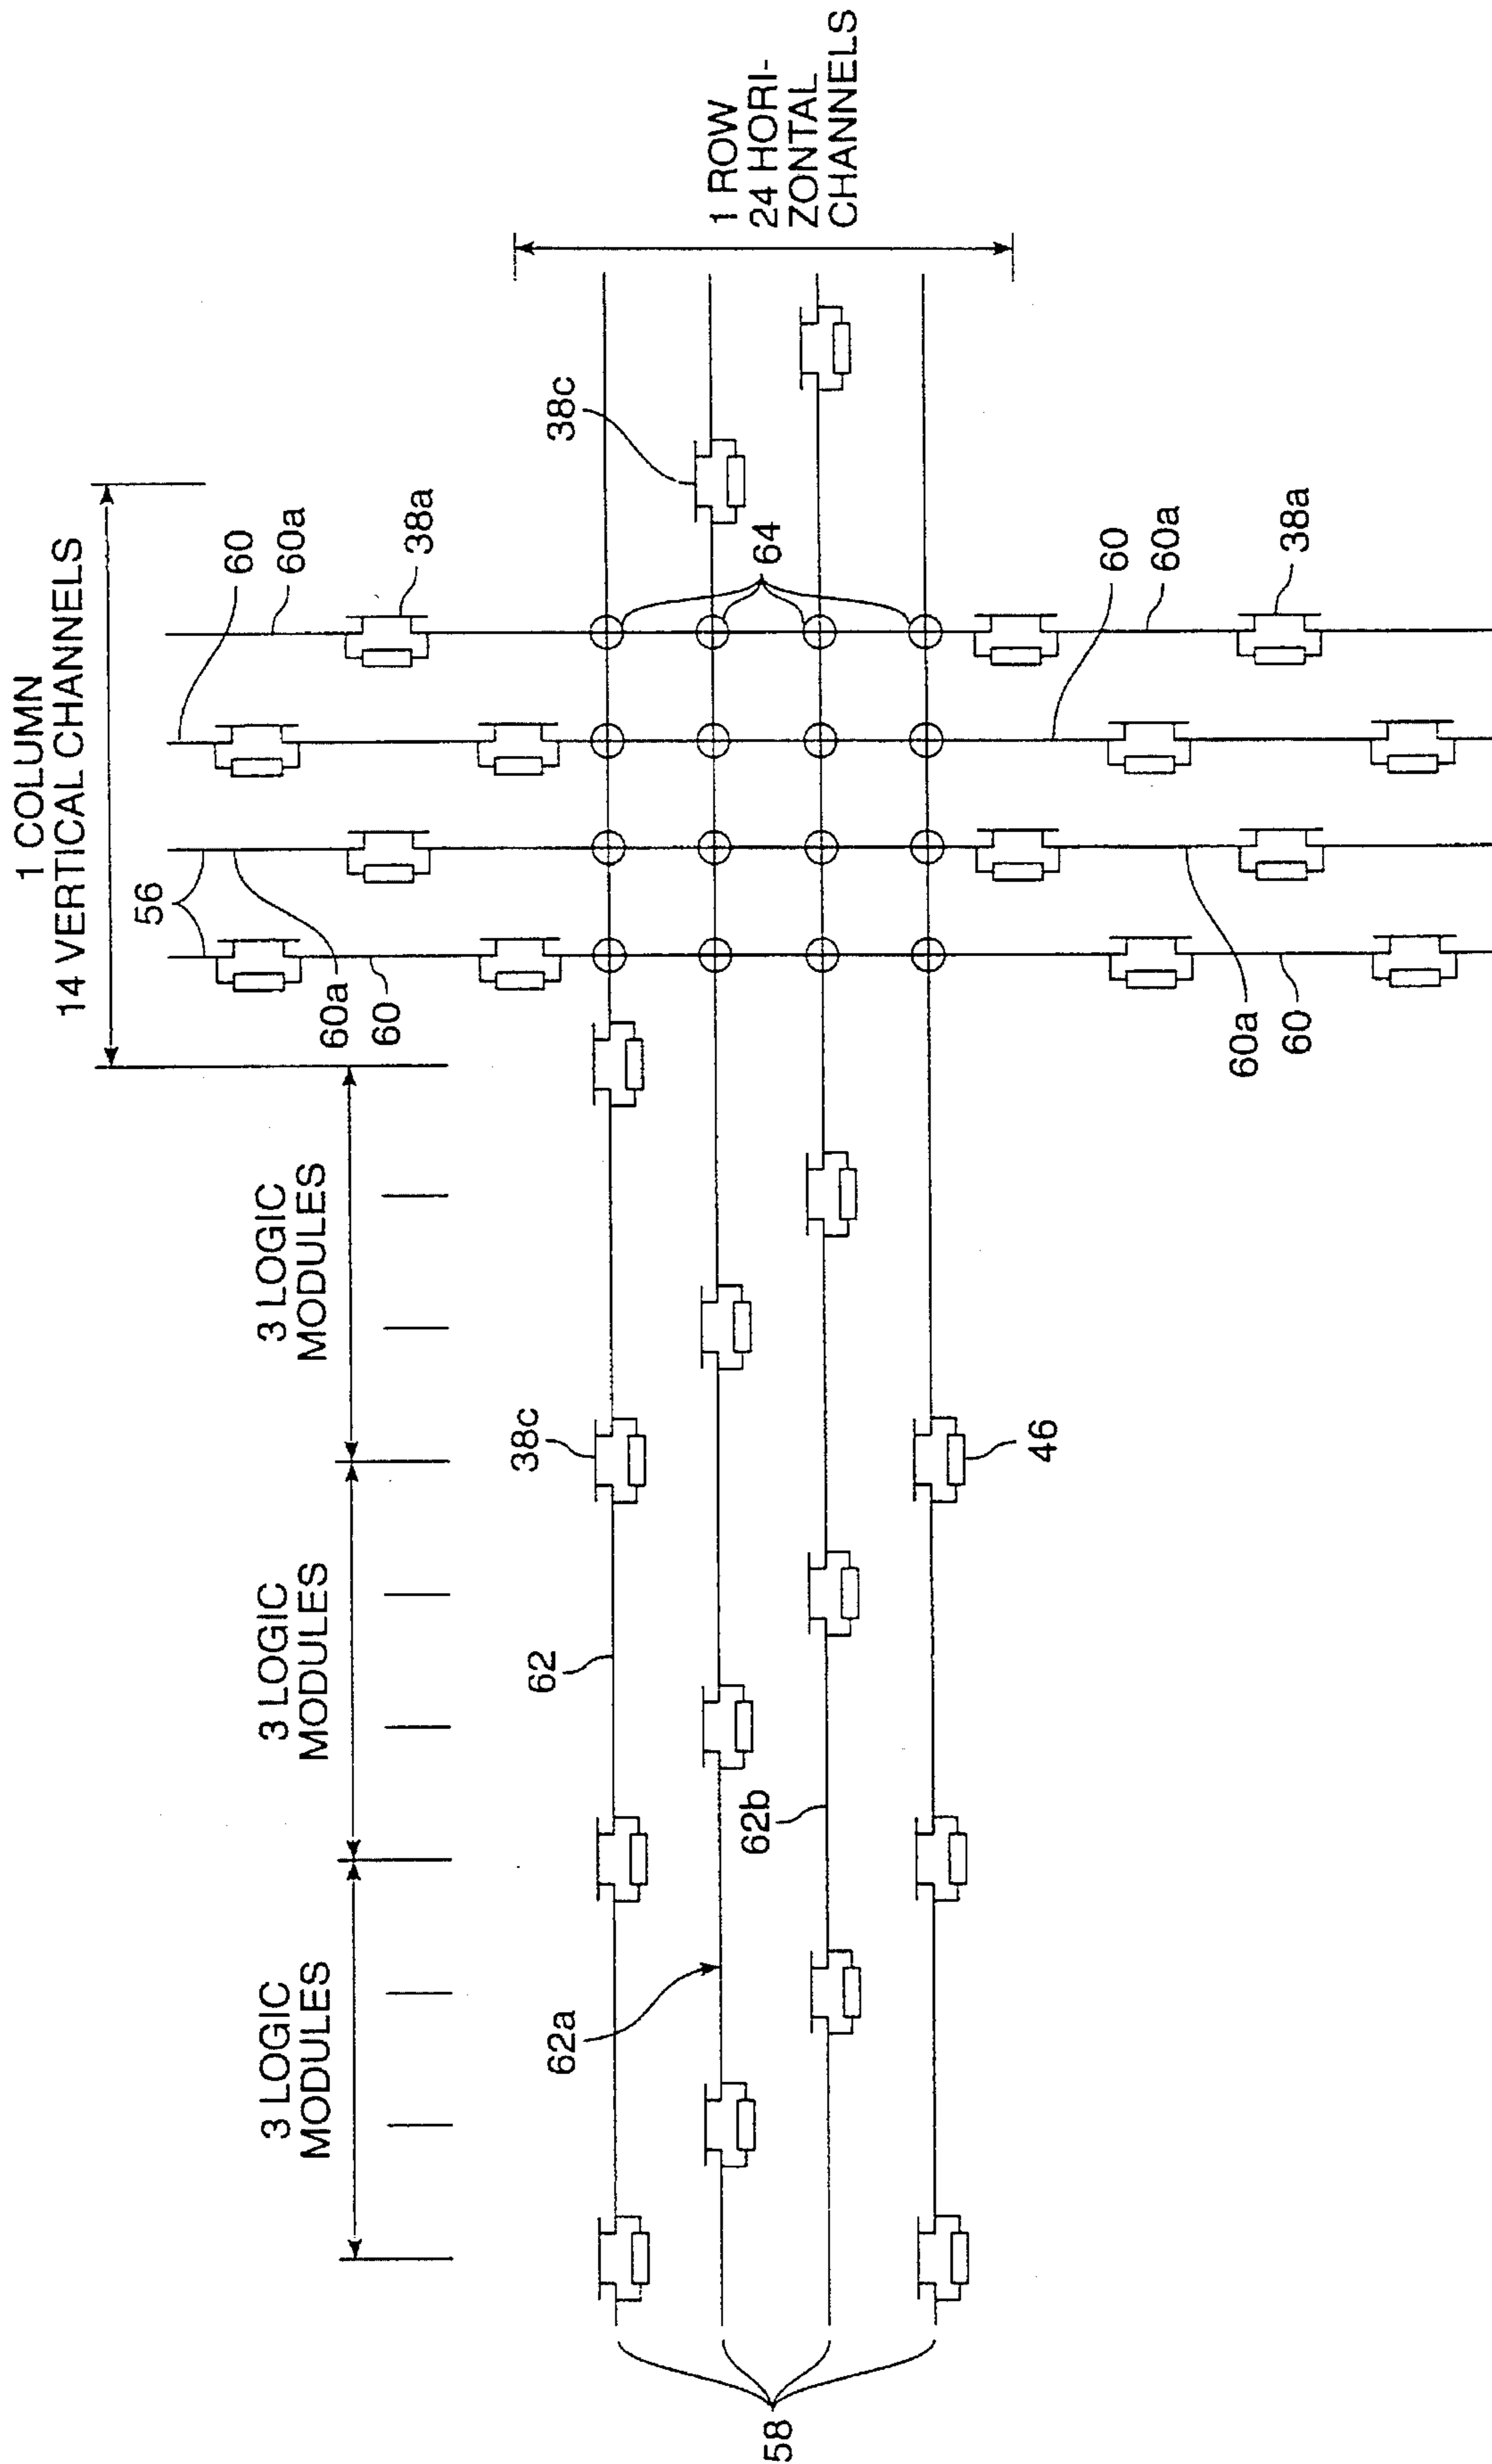 1 COLUMN
14 VERTICAL CHANNELS
56
60
3 LOGIC
MODULES
3 LOGIC
MODULES
3 LOGIC
MODULES
60a
60a
60
38a
38c
62
62a
38c
1 ROW
24 HORI-
ZONTAL
CHANNELS
62b
64
58
46
60
60a
60a
60
38a